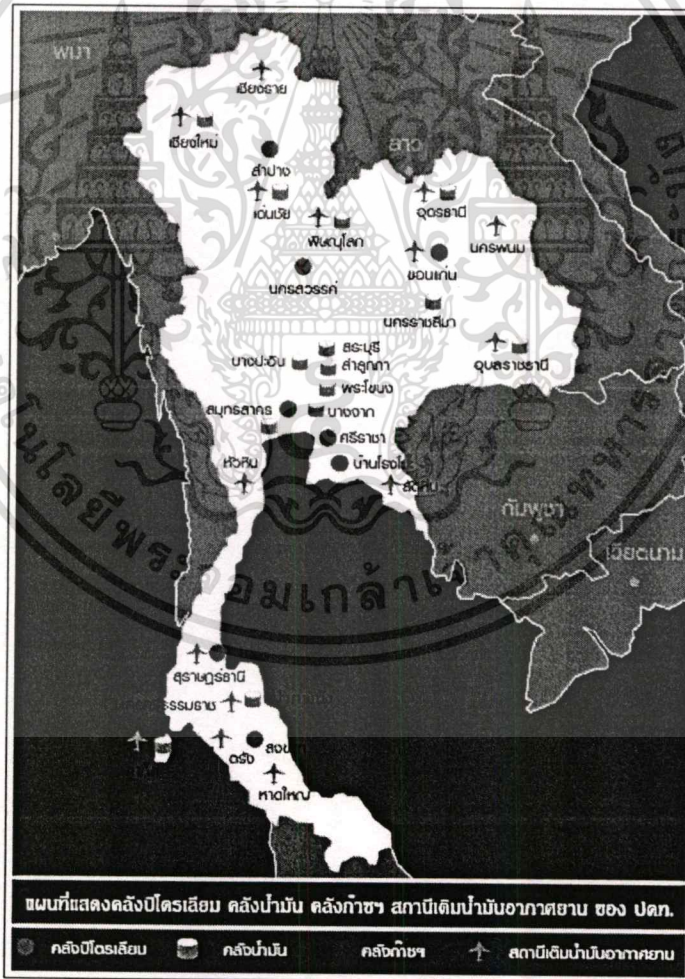 พม่า
เชียงราย
เชียงใหม่
ลาว
ลำปาง
เด่นชัย
อุดรธานี
พิษณุโลก
นครพนม
ขอนแก่น
นครสวรรค์
นครราชสีมา
สระบุรี
บางปะอิน
ลำลูกกา
อุบลราชธานี
พระโขนง
สมุทรสาคร
บางจาก
ศรีราชา
หัวหิน
บ้านโรงโป๊ะ
กัมพูชา
เวียดนาม
สุราษฎร์ธานี
สงขลา
ตรัง
หาดใหญ่
แผนที่แสดงคลังปิโตรเลียม คลังน้ำมัน คลังก๊าซฯ สถานีเติมน้ำมันอากาศยาน ของ ปตท.
คลังปิโตรเลียม คลังน้ำมัน คลังก๊าซฯ สถานีเติมน้ำมันอากาศยาน